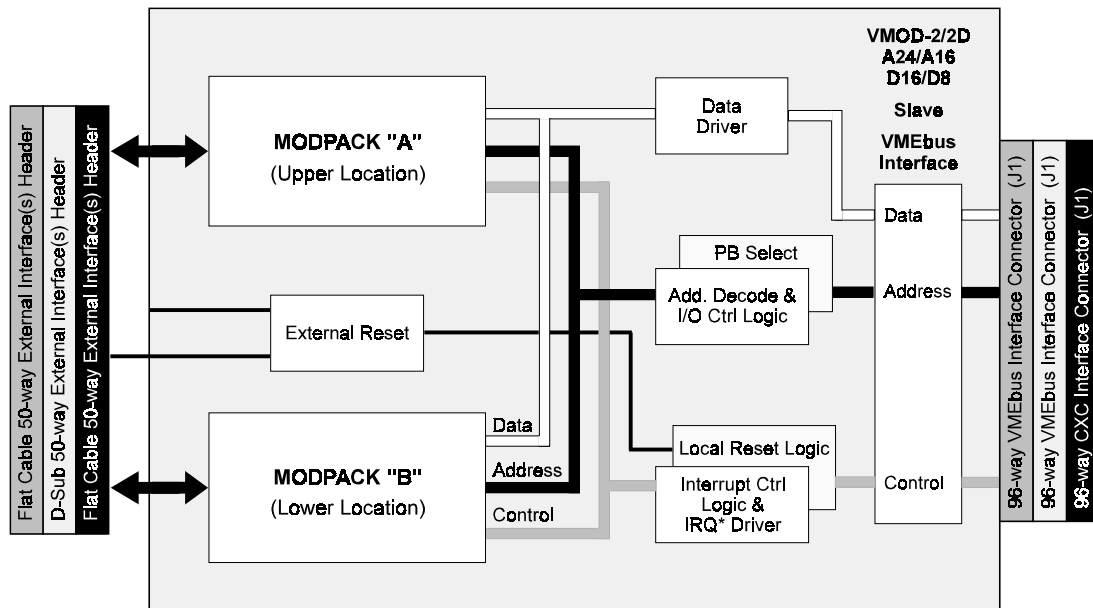 Flat Cable 50-way External Interface(s) Header
D-Sub 50-way External Interface(s) Header
Flat Cable 50-way External Interface(s) Header
MODPACK "A"
(Upper Location)
External Reset
MODPACK "B"
(Lower Location)
Data
Address
Control
Data
Driver
PB Select
Add. Decode &
I/O Ctrl Logic
Local Reset Logic
Interrupt Ctrl
Logic &
IRQ* Driver
VMOD-2/2D
A24/A16
D16/D8
Slave
VMEbus
Interface
Data
Address
Control
96-way VMEbus Interface Connector (J1)
96-way VMEbus Interface Connector (J1)
96-way CXC Interface Connector (J1)